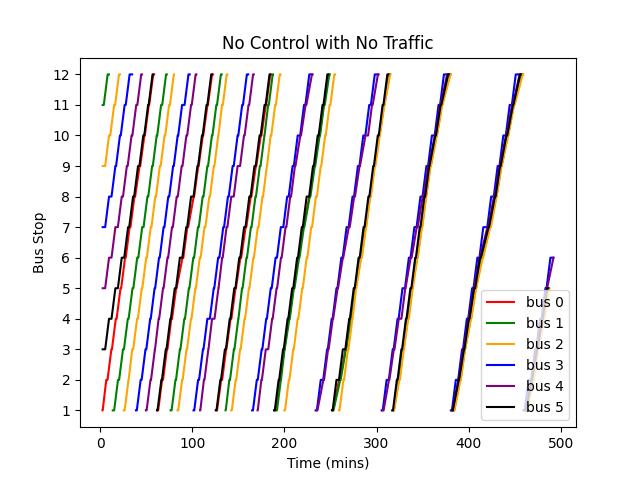 No Control with No Traffic
12
11
10
9
8
7
6
5
4
3
2
1
Bus Stop
0 100 200 300 400 500
Time (mins)
bus 0
bus 1
bus 2
bus 3
bus 4
bus 5